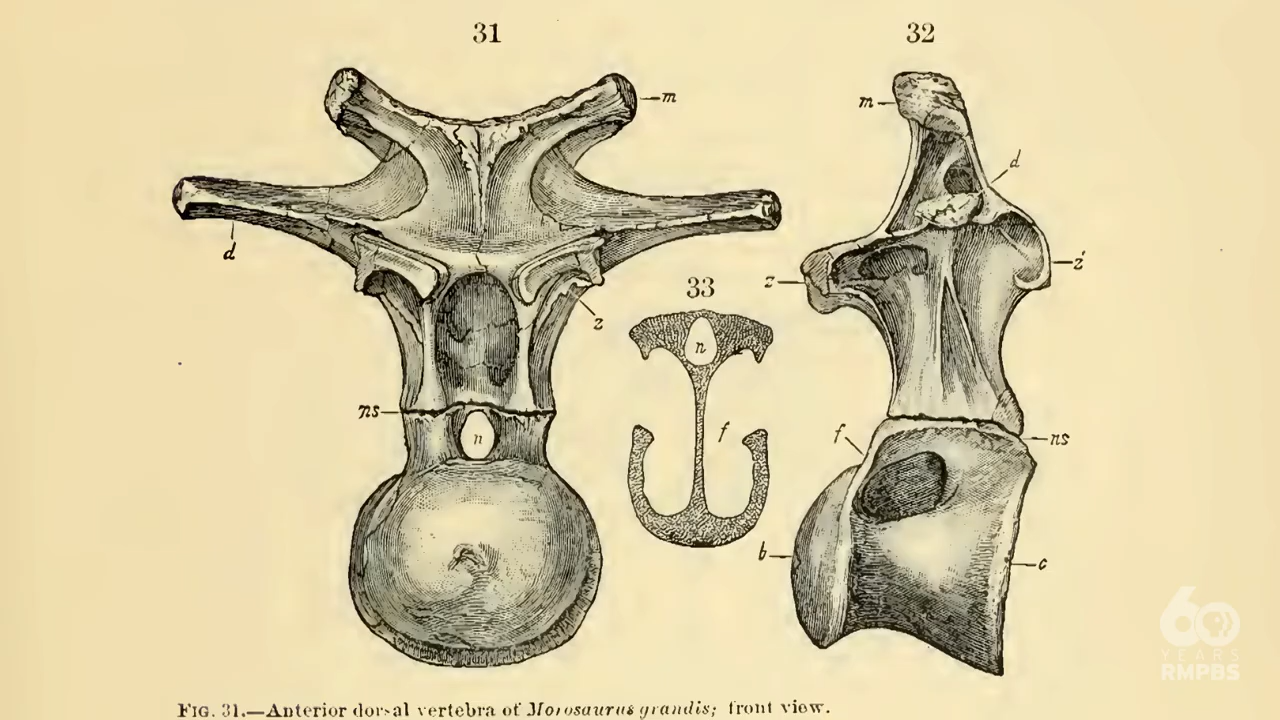 31
32
m
m
d
d
z'
z
33
z
n
ns
n
f
f
ns
b
c
60
YEARS
RMPBS
FIG. 31.—Anterior dorsal vertebra of Morosaurus grandis; front view.